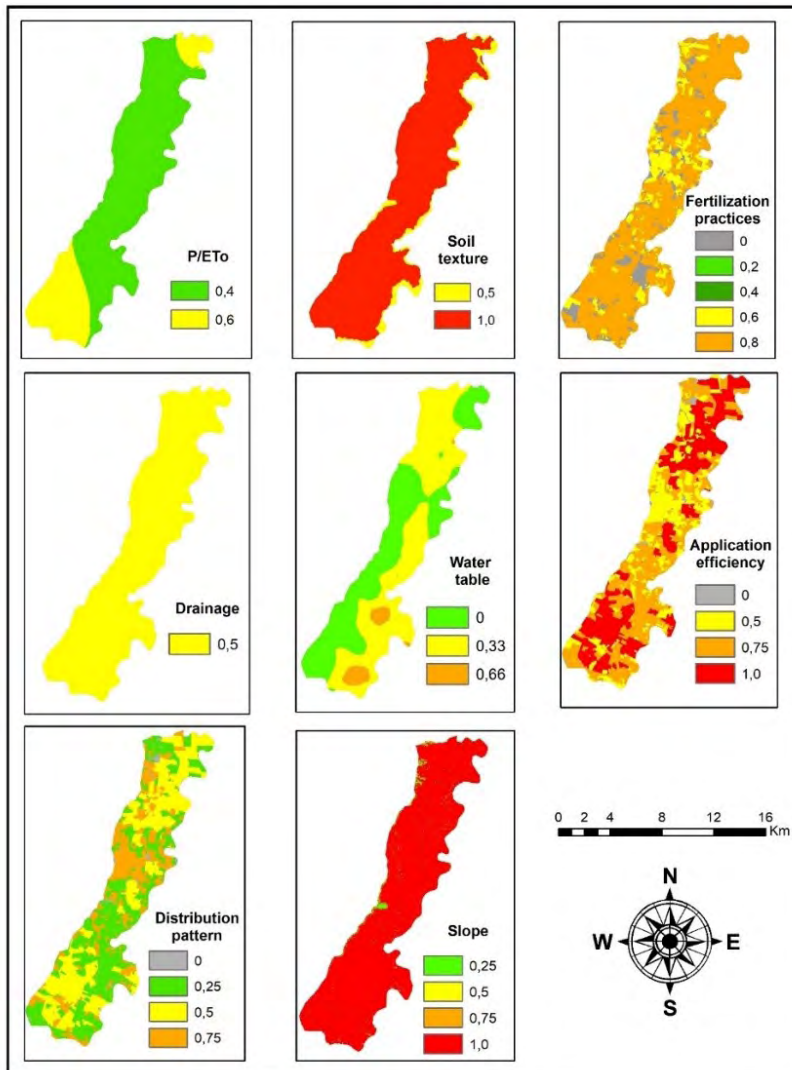 P/ETo
0,4
0,6
Soil
texture
0,5
1,0
Fertilization
practices
0
0,2
0,4
0,6
0,8
Drainage
0,5
Water
table
0
0,33
0,66
Application
efficiency
0
0,5
0,75
1,0
Distribution
pattern
0
0,25
0,5
0,75
Slope
0,25
0,5
0,75
1,0
0 2 4 8 12 16
Km
N
W E
S